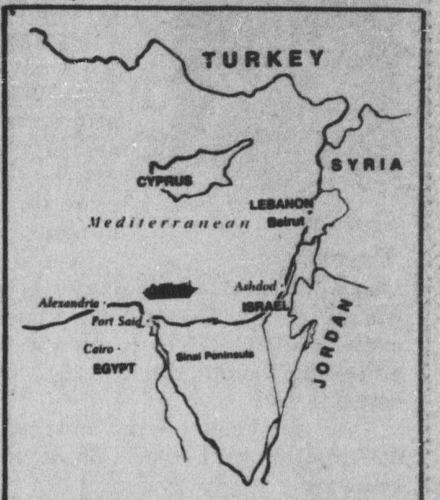 TURKEY
SYRIA
CYPRUS
LEBANON
Beirut
Mediterranean
Ashdod
ISRAEL
Alexandria
Port Said
JORDAN
Cairo
Sinai Peninsula
EGYPT